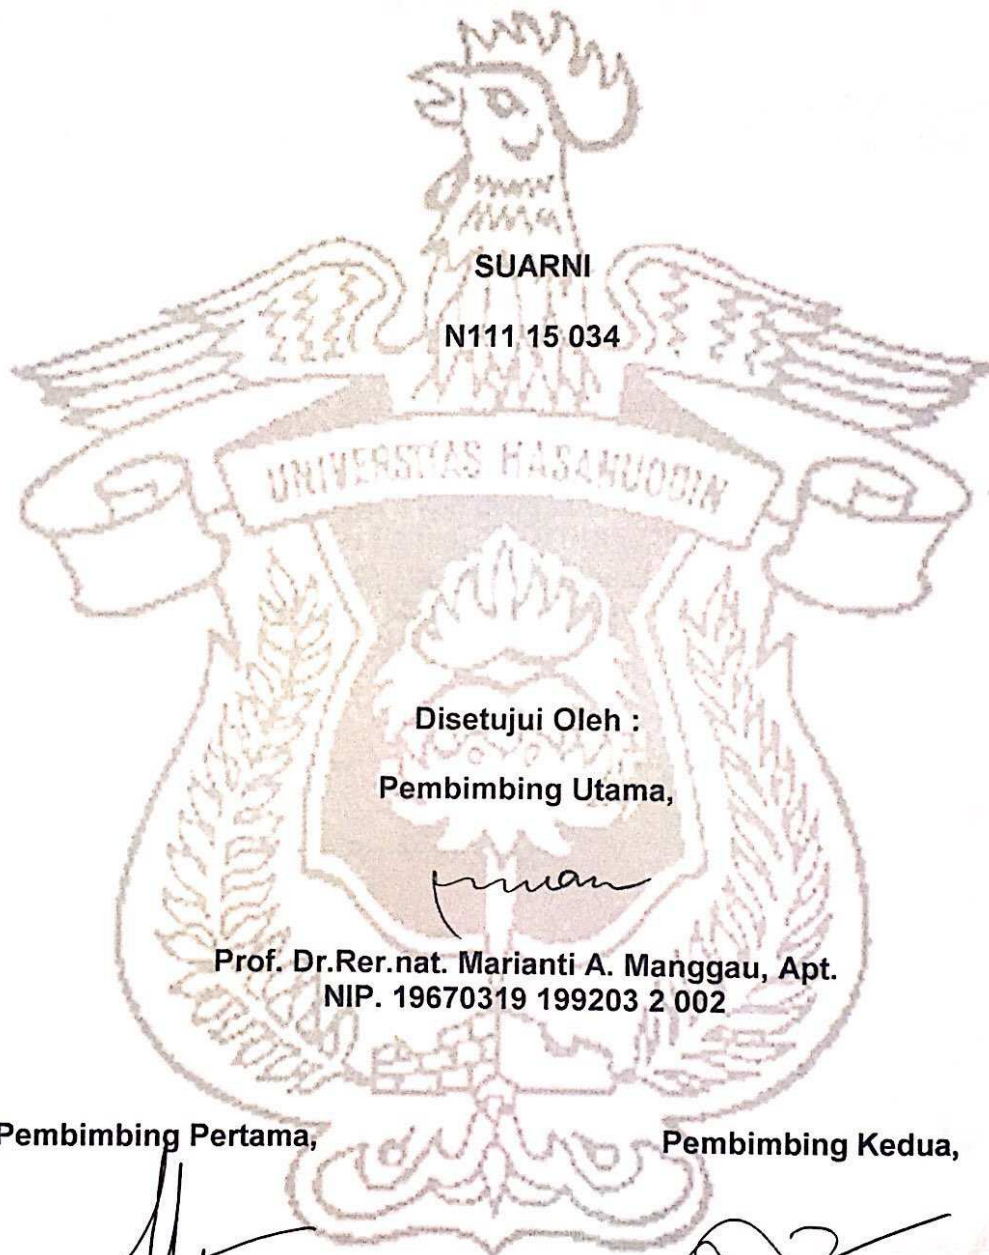 SUARNI
N111 15 034
UNIVERSITAS HASANUDDIN
Disetujui Oleh :
Pembimbing Utama,
Prof. Dr.Rer.nat. Marianti A. Manggau, Apt.
NIP. 19670319 199203 2 002
Pembimbing Pertama,
Pembimbing Kedua,